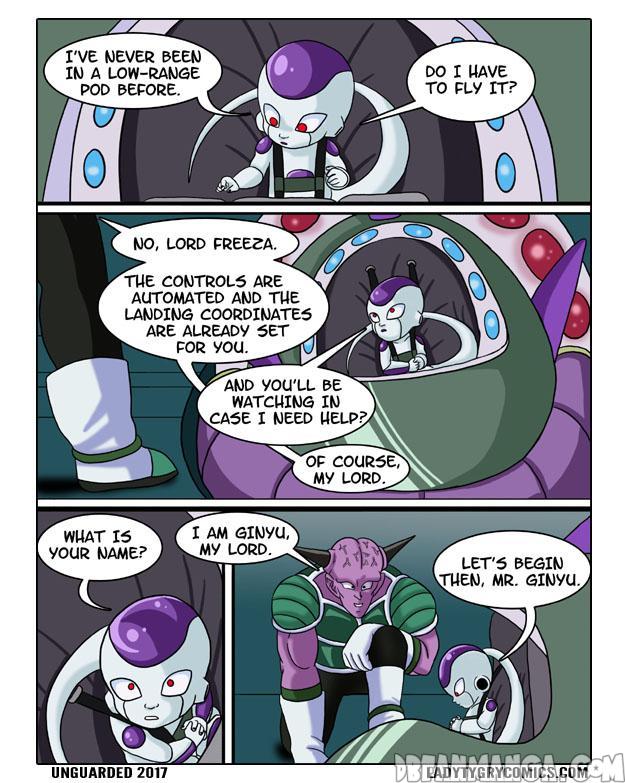 I'VE NEVER BEEN
IN A LOW-RANGE
POD BEFORE.
DO I HAVE
TO FLY IT?
NO, LORD FREEZA.
THE CONTROLS ARE
AUTOMATED AND THE
LANDING COORDINATES
ARE ALREADY SET
FOR YOU.
AND YOU'LL BE
WATCHING IN
CASE I NEED HELP?
OF COURSE,
MY LORD.
WHAT IS
YOUR NAME?
I AM GINYU,
MY LORD.
LET'S BEGIN
THEN, MR. GINYU.
UNGUARDED 2017
LADYTYGRYCOMICS.COM
DBFANMANGA.COM